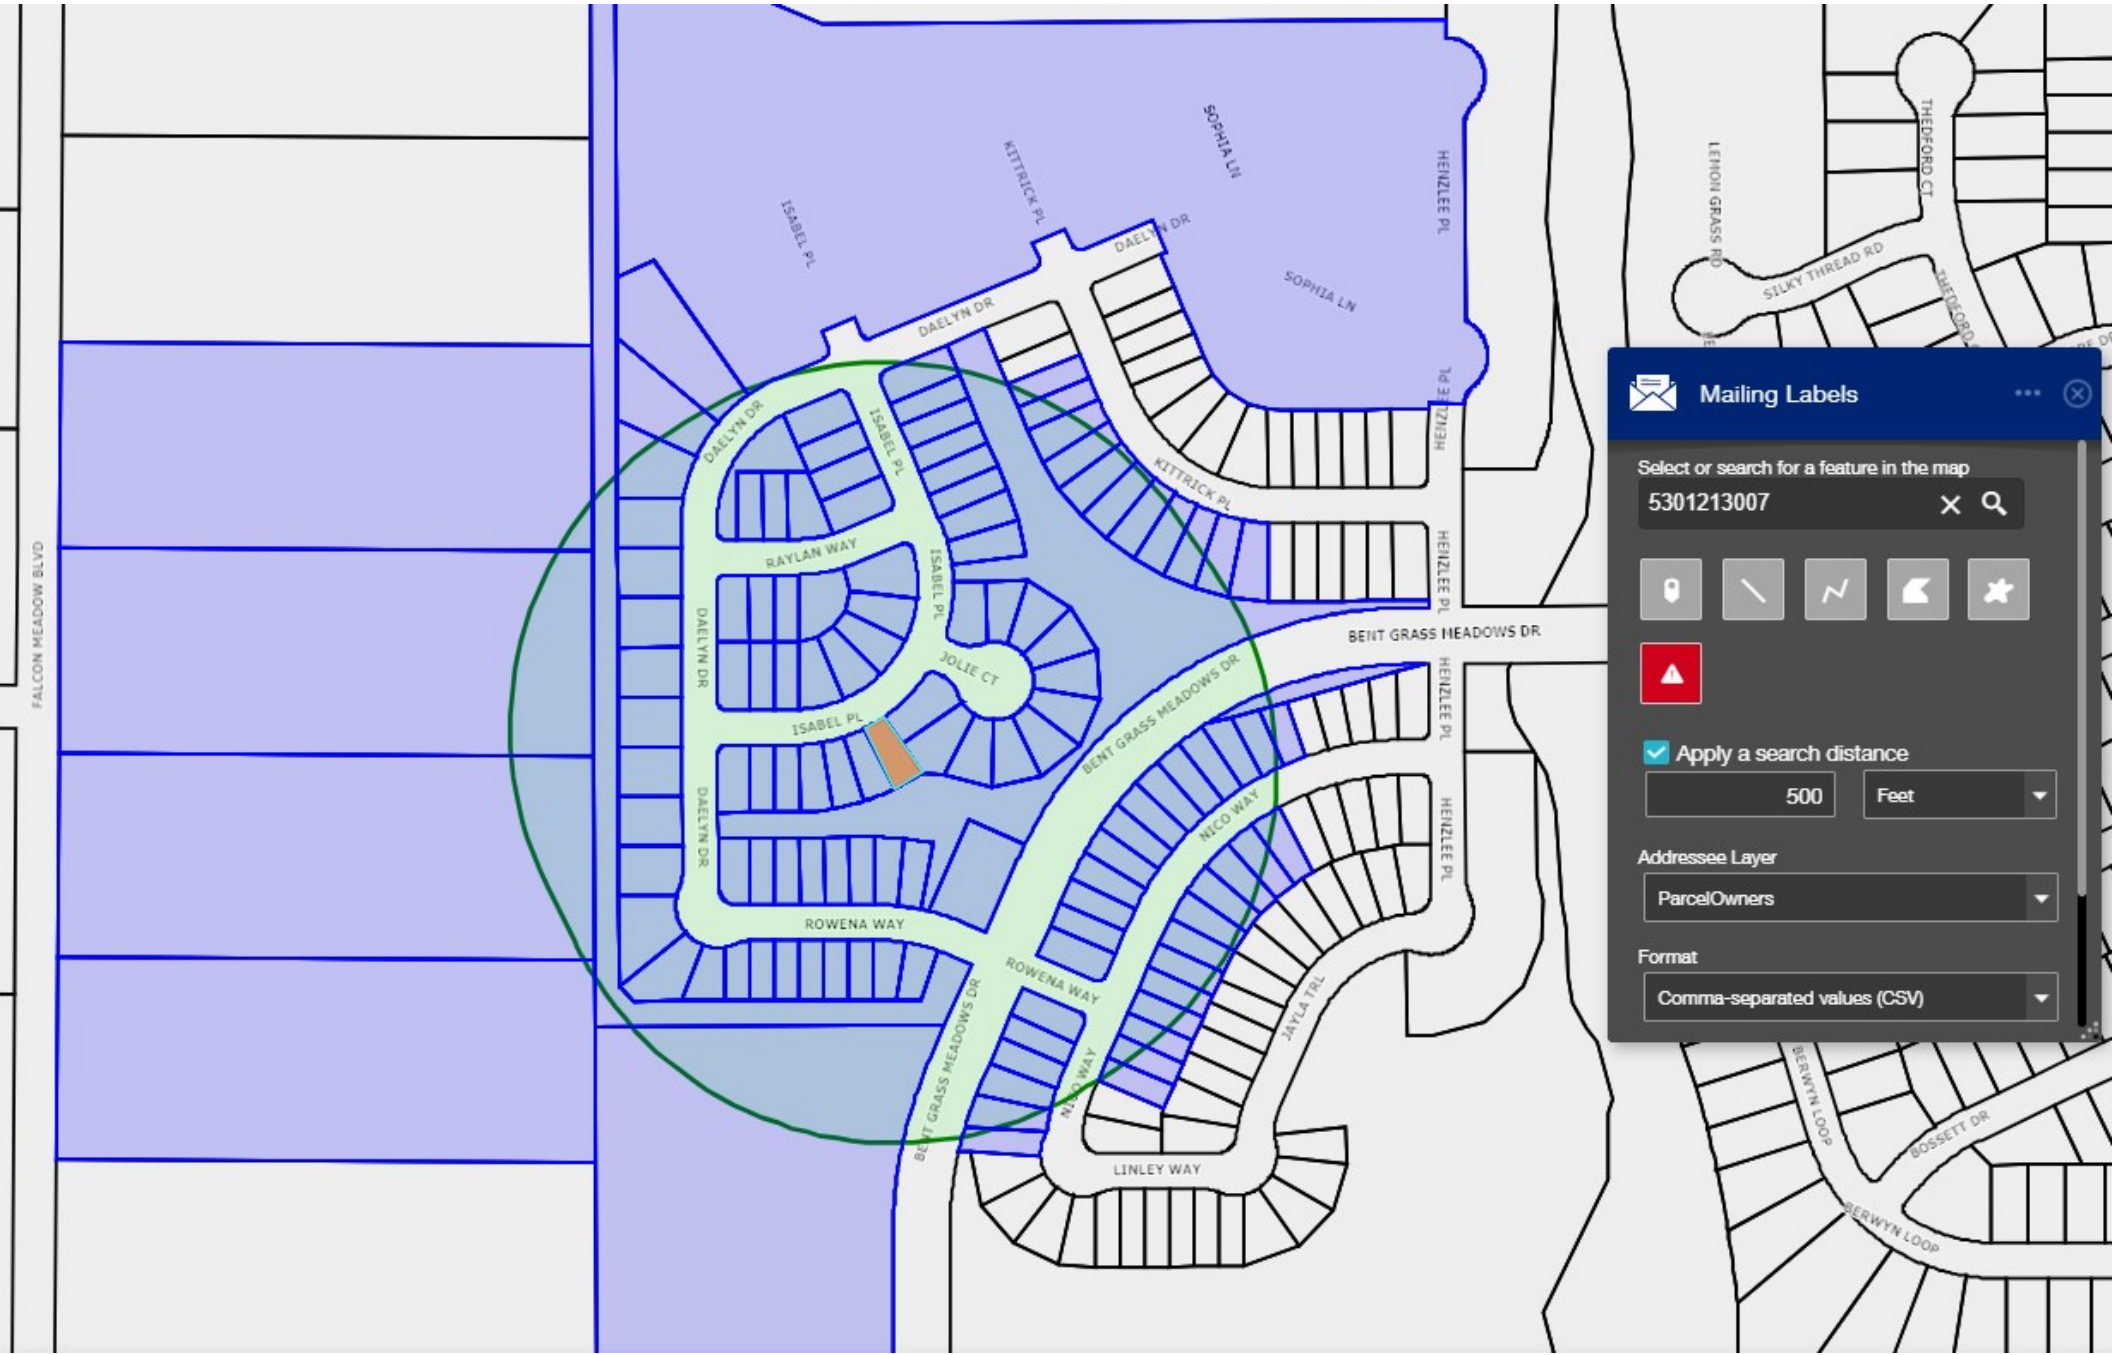 ISABEL PL
KITTRICK PL
SOPHIA LN
HENZLEE PL
DAELYN DR
SOPHIA LN
DAELYN DR
HENZLEE PL
DAELYN DR
ISABEL PL
KITTRICK PL
RAYLAN WAY
ISABEL PL
HENZLEE PL
FALCON MEADOW BLVD
DAELYN DR
JOLIE CT
BENT GRASS MEADOWS DR
ISABEL PL
BENT GRASS MEADOWS DR
HENZLEE PL
NICO WAY
DAELYN DR
HENZLEE PL
ROWENA WAY
ROWENA WAY
JAYLA TRL
BENT GRASS MEADOWS DR
NICO WAY
LINLEY WAY
THEDFORD CT
LEMON GRASS RD
SILKY THREAD RD
THEDFORD
Mailing Labels
Select or search for a feature in the map
5301213007
Apply a search distance
500
Feet
Addressee Layer
ParcelOwners
Format
Comma-separated values (CSV)
BERWYN LOOP
BOSSETT DR
BERWYN LOOP